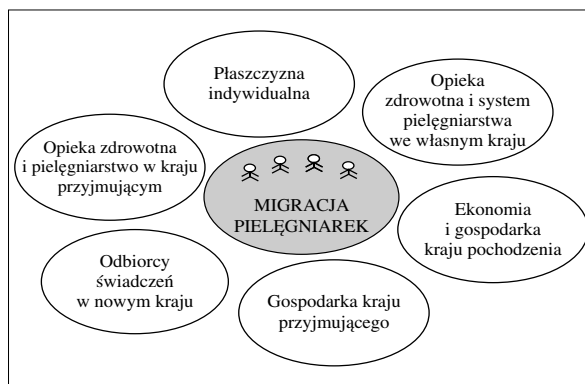 Płaszczyzna
indywidualna
Opieka
zdrowotna i system
pielęgniarstwa
we własnym kraju
Opieka zdrowotna
i pielęgniarstwo w kraju
przyjmującym
MIGRACJA
PIELĘGNIAREK
Ekonomia
i gospodarka
kraju pochodzenia
Odbiorcy
świadczeń
w nowym kraju
Gospodarka kraju
przyjmującego